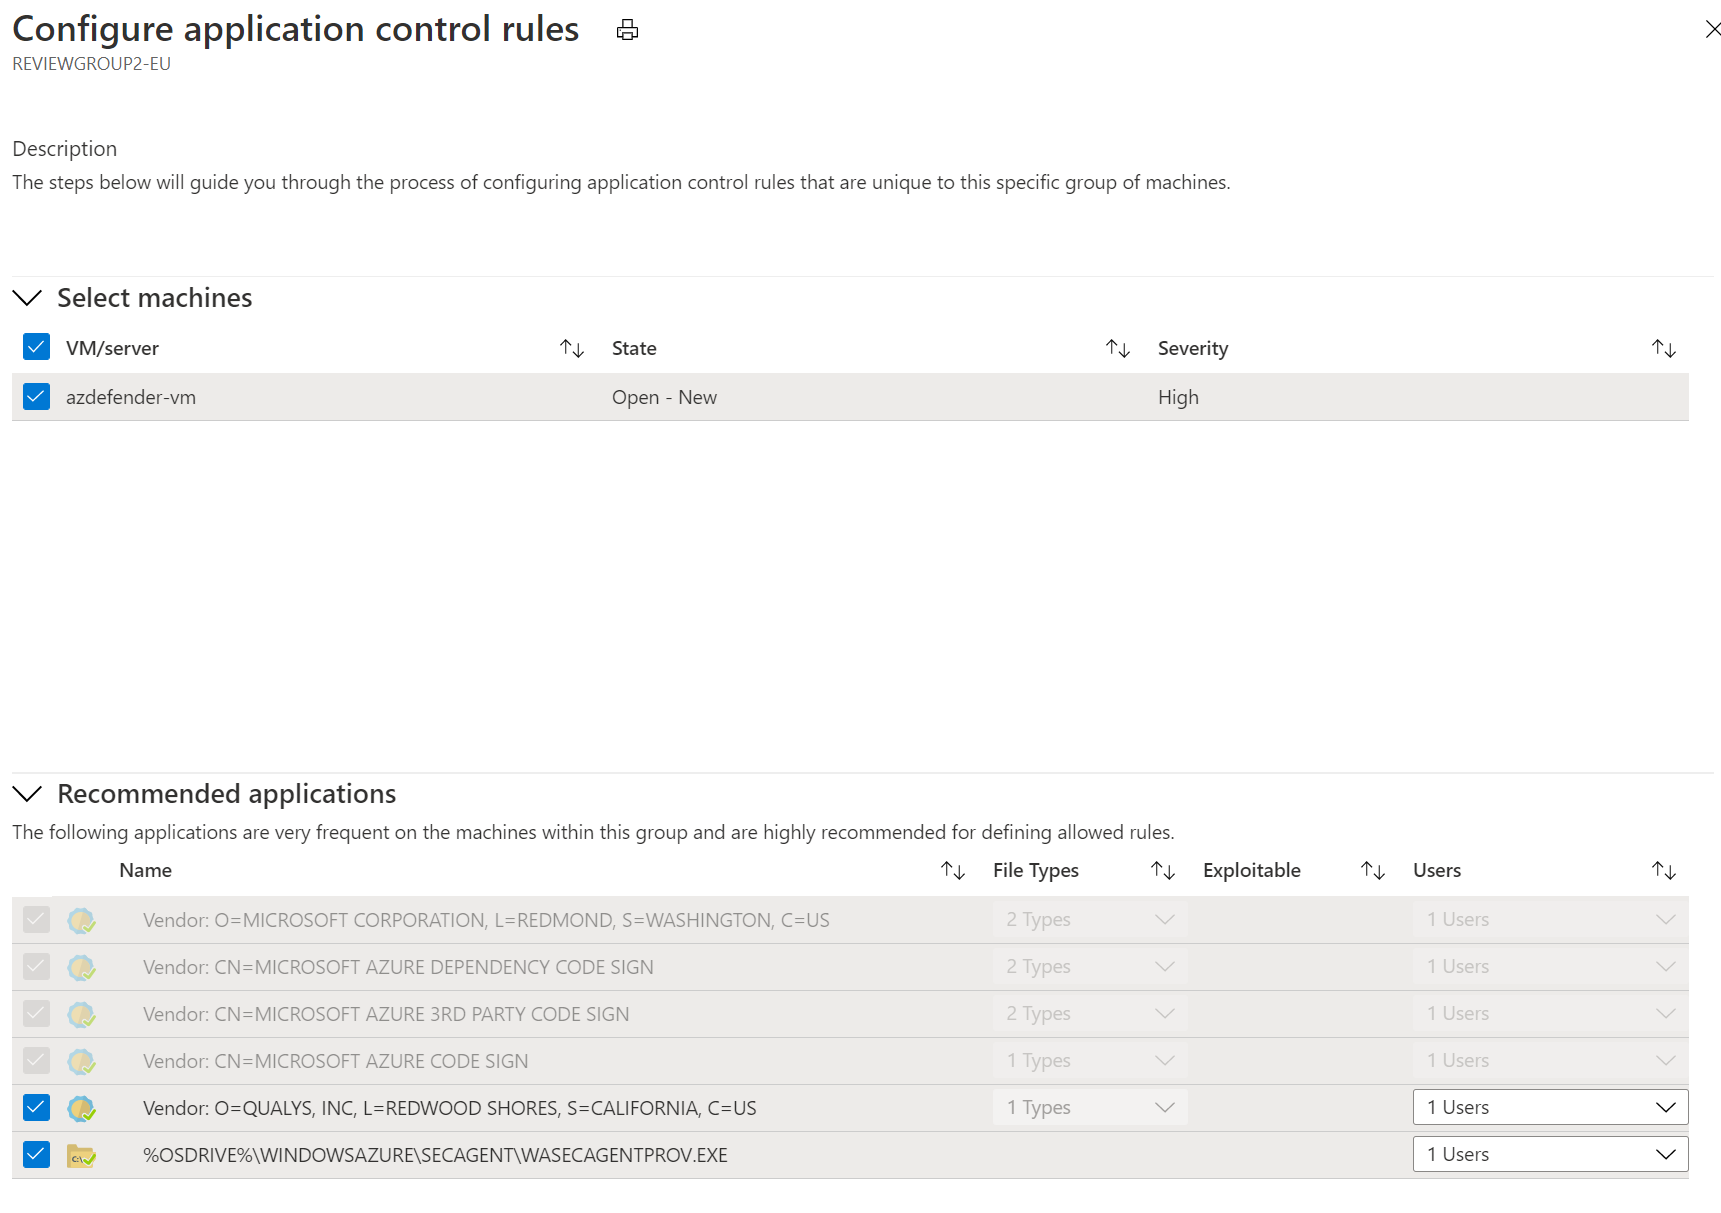 Configure application control rules
REVIEWGROUP2-EU
Description
The steps below will guide you through the process of configuring application control rules that are unique to this specific group of machines.
Select machines
VM/server State Severity
azdefender-vm Open - New High
Recommended applications
The following applications are very frequent on the machines within this group and are highly recommended for defining allowed rules.
Name File Types Exploitable Users
Vendor: O=MICROSOFT CORPORATION, L=REDMOND, S=WASHINGTON, C=US 2 Types 1 Users
Vendor: CN=MICROSOFT AZURE DEPENDENCY CODE SIGN 2 Types 1 Users
Vendor: CN=MICROSOFT AZURE 3RD PARTY CODE SIGN 2 Types 1 Users
Vendor: CN=MICROSOFT AZURE CODE SIGN 1 Types 1 Users
Vendor: O=QUALYS, INC, L=REDWOOD SHORES, S=CALIFORNIA, C=US 1 Types 1 Users
C:\ %OSDRIVE%\WINDOWSAZURE\SECAGENT\WASECAGENTPROV.EXE 1 Users